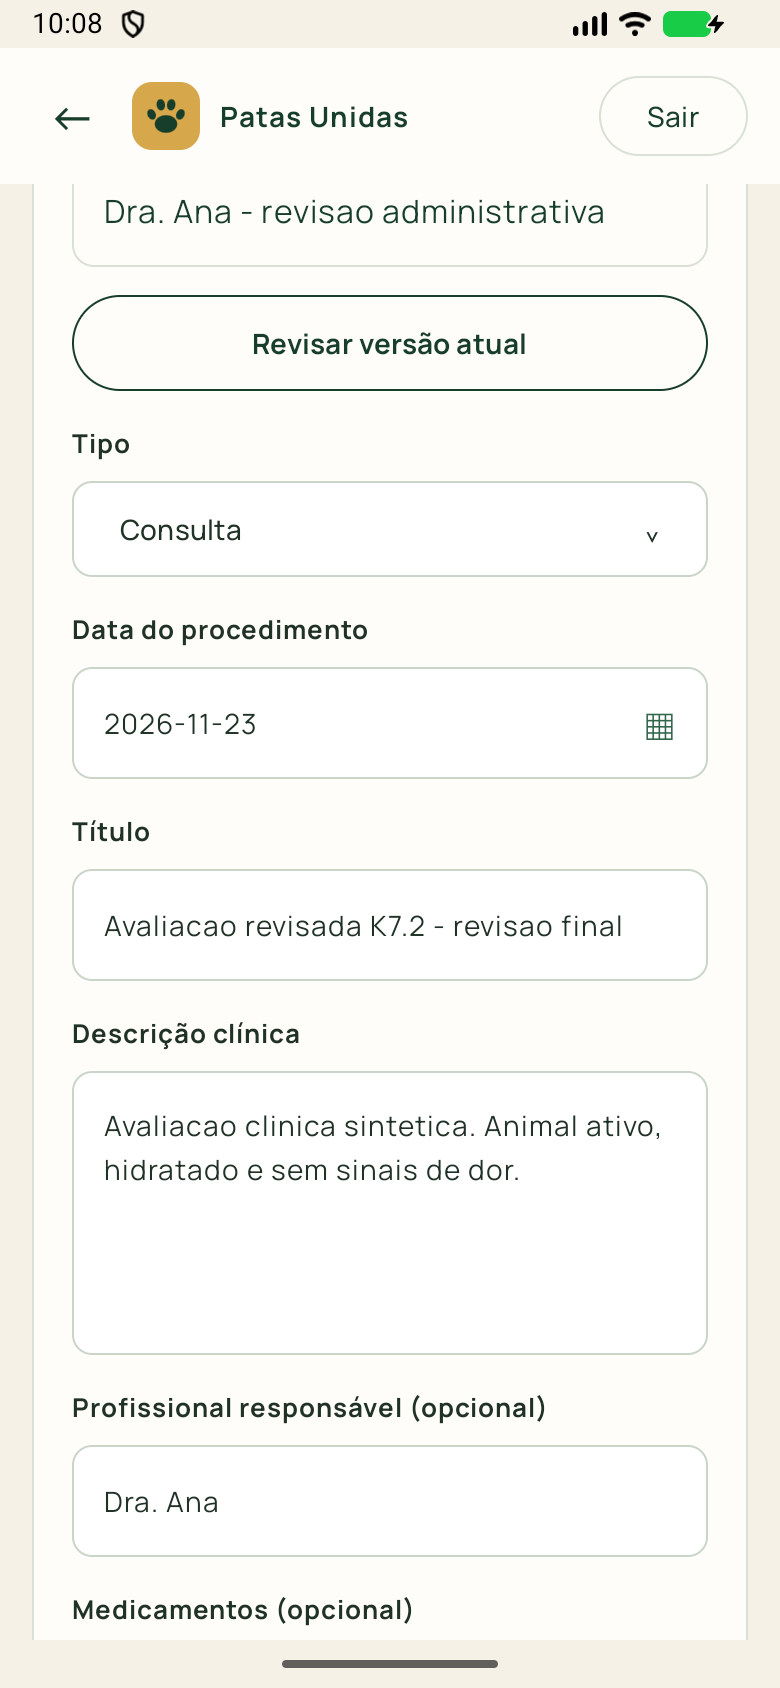 10:08
Patas Unidas
Sair
Dra. Ana - revisao administrativa
Revisar versão atual
Tipo
Consulta
Data do procedimento
2026-11-23
Título
Avaliacao revisada K7.2 - revisao final
Descrição clínica
Avaliacao clinica sintetica. Animal ativo,
hidratado e sem sinais de dor.
Profissional responsável (opcional)
Dra. Ana
Medicamentos (opcional)